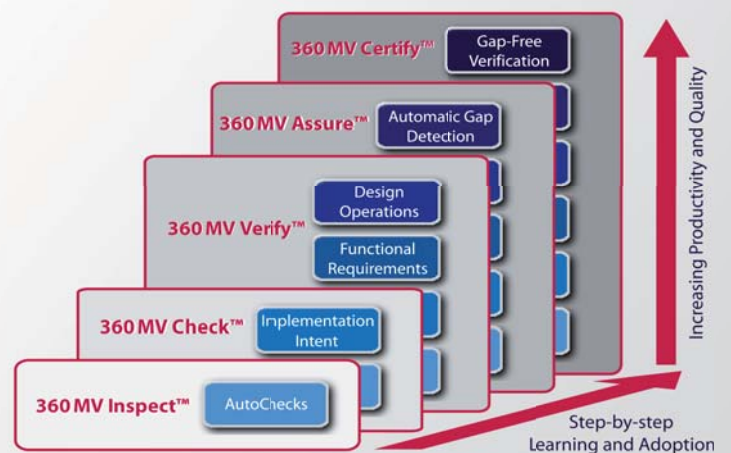 360 MV Certify™
Gap-Free
Verification
360 MV Assure™
Automatic Gap
Detection
360 MV Verify™
Design
Operations
Functional
Requirements
360 MV Check™
Implementation
Intent
360 MV Inspect™
AutoChecks
Increasing Productivity and Quality
Step-by-step
Learning and Adoption